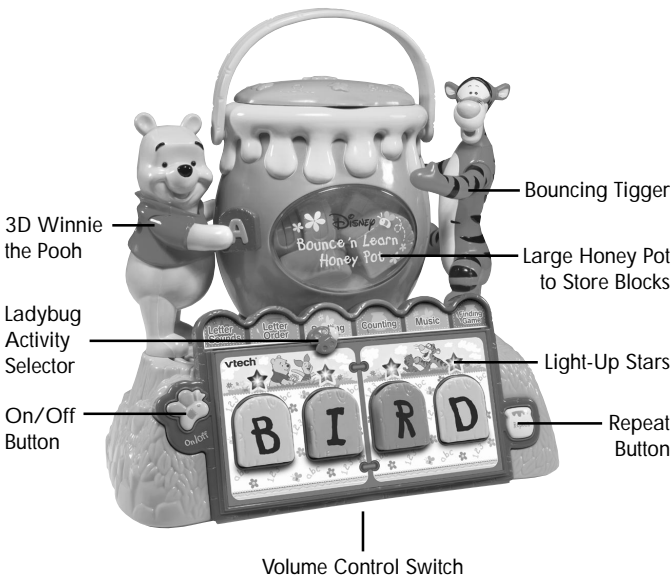 A
Disney
Bounce 'n Learn
Honey Pot
Bouncing Tigger
3D Winnie
the Pooh
Large Honey Pot
to Store Blocks
Ladybug
Activity
Selector
Letter
Sounds
Letter
Order
Counting
Music
Finding
Game
vtech
Light-Up Stars
On/Off
Button
On/Off
B I R D
Repeat
Button
Volume Control Switch